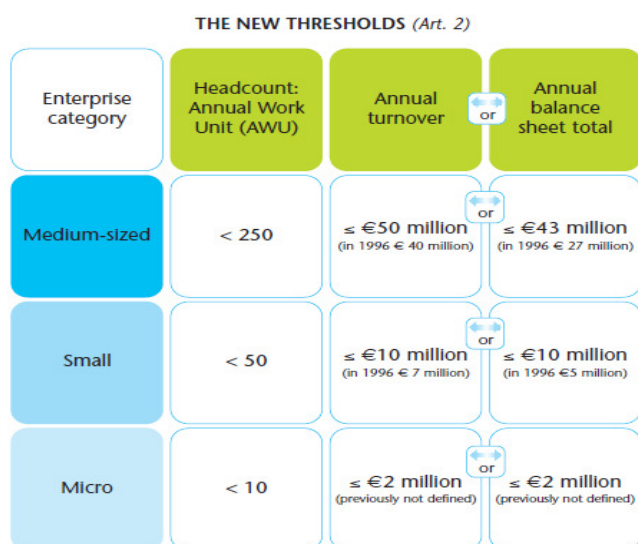 THE NEW THRESHOLDS (Art. 2)
Enterprise
category
Headcount:
Annual Work
Unit (AWU)
Annual
turnover
or
Annual
balance
sheet total
Medium-sized
< 250
≤ €50 million
(in 1996 € 40 million)
or
≤ €43 million
(in 1996 € 27 million)
Small
< 50
≤ €10 million
(in 1996 € 7 million)
or
≤ €10 million
(in 1996 €5 million)
Micro
< 10
≤ €2 million
(previously not defined)
or
≤ €2 million
(previously not defined)